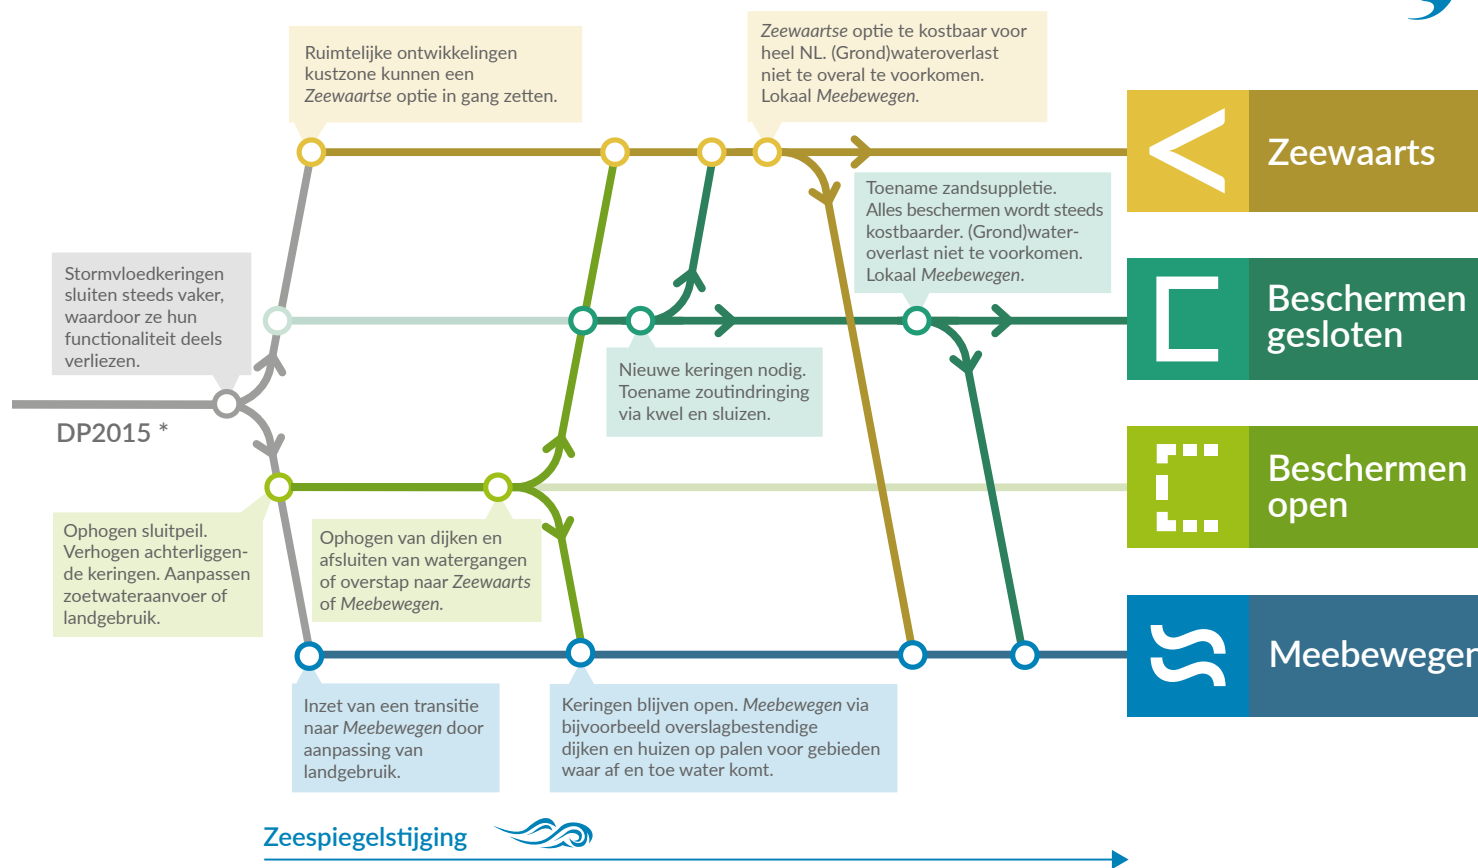 Ruimtelijke ontwikkelingen
kustzone kunnen een
Zeewaartse optie in gang zetten.
Zeewaartse optie te kostbaar voor
heel NL. (Grond)wateroverlast
niet te overal te voorkomen.
Lokaal Meebewegen.
Zeewaarts
Toename zandsuppletie.
Alles beschermen wordt steeds
kostbaarder. (Grond)water-
overlast niet te voorkomen.
Lokaal Meebewegen.
Stormvloedkeringen
sluiten steeds vaker,
waardoor ze hun
functionaliteit deels
verliezen.
Beschermen
gesloten
Nieuwe keringen nodig.
Toename zoutindringing
via kwel en sluizen.
DP2015 *
Beschermen
open
Ophogen sluitpeil.
Verhogen achterliggen-
de keringen. Aanpassen
zoetwateraanvoer of
landgebruik.
Ophogen van dijken en
afsluiten van watergangen
of overstap naar Zeewaarts
of Meebewegen.
Meebewegen
Inzet van een transitie
naar Meebewegen door
aanpassing van
landgebruik.
Keringen blijven open. Meebewegen via
bijvoorbeeld overslagbestendige
dijken en huizen op palen voor gebieden
waar af en toe water komt.
Zeespiegelstijging